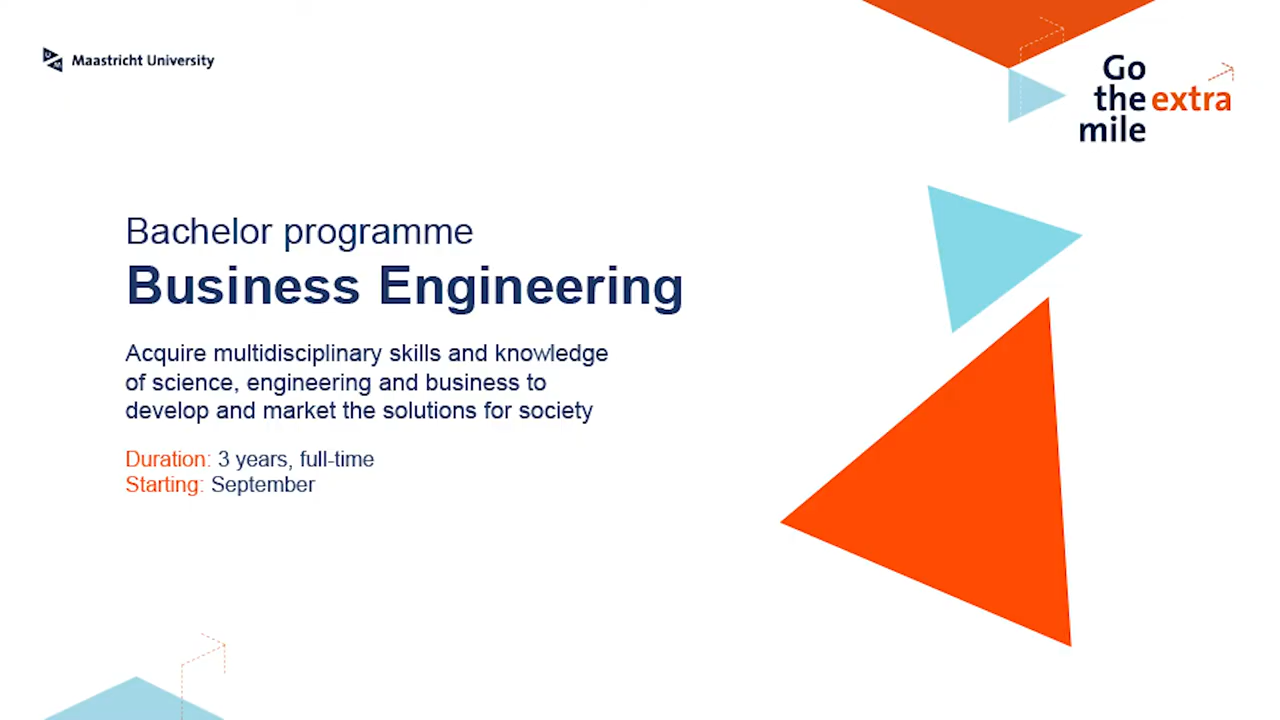 Maastricht University
Go
the extra
mile
Bachelor programme
Business Engineering
Acquire multidisciplinary skills and knowledge
of science, engineering and business to
develop and market the solutions for society
Duration: 3 years, full-time
Starting: September